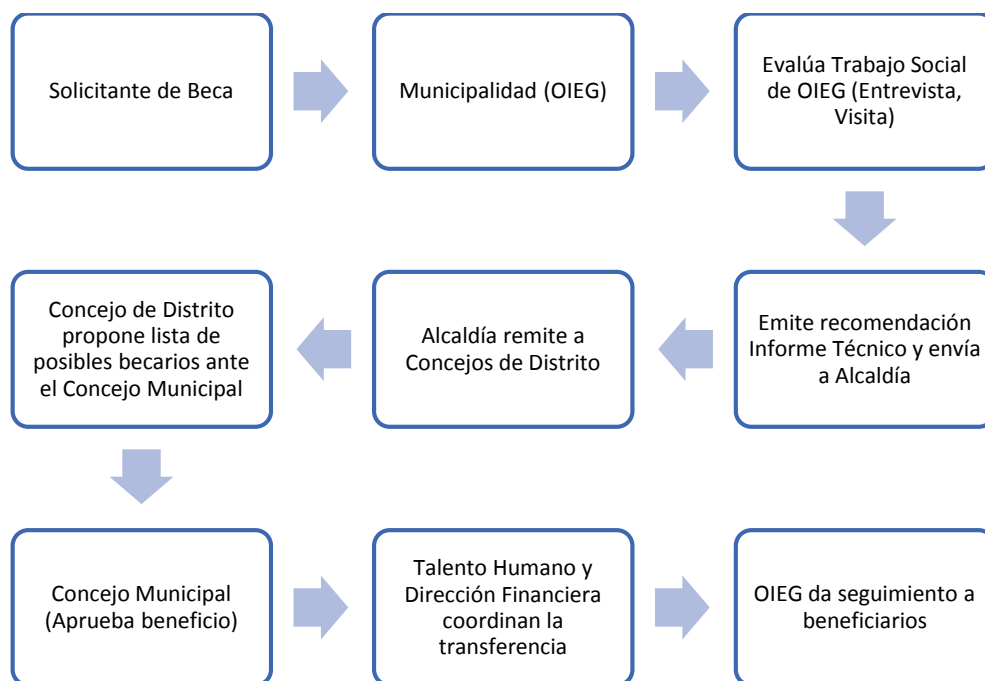 Solicitante de Beca
Municipalidad (OIEG)
Evalúa Trabajo Social
de OIEG (Entrevista,
Visita)
Emite recomendación
Informe Técnico y envía
a Alcaldía
Alcaldía remite a
Concejos de Distrito
Concejo de Distrito
propone lista de
posibles becarios ante
el Concejo Municipal
Concejo Municipal
(Aprueba beneficio)
Talento Humano y
Dirección Financiera
coordinan la
transferencia
OIEG da seguimiento a
beneficiarios